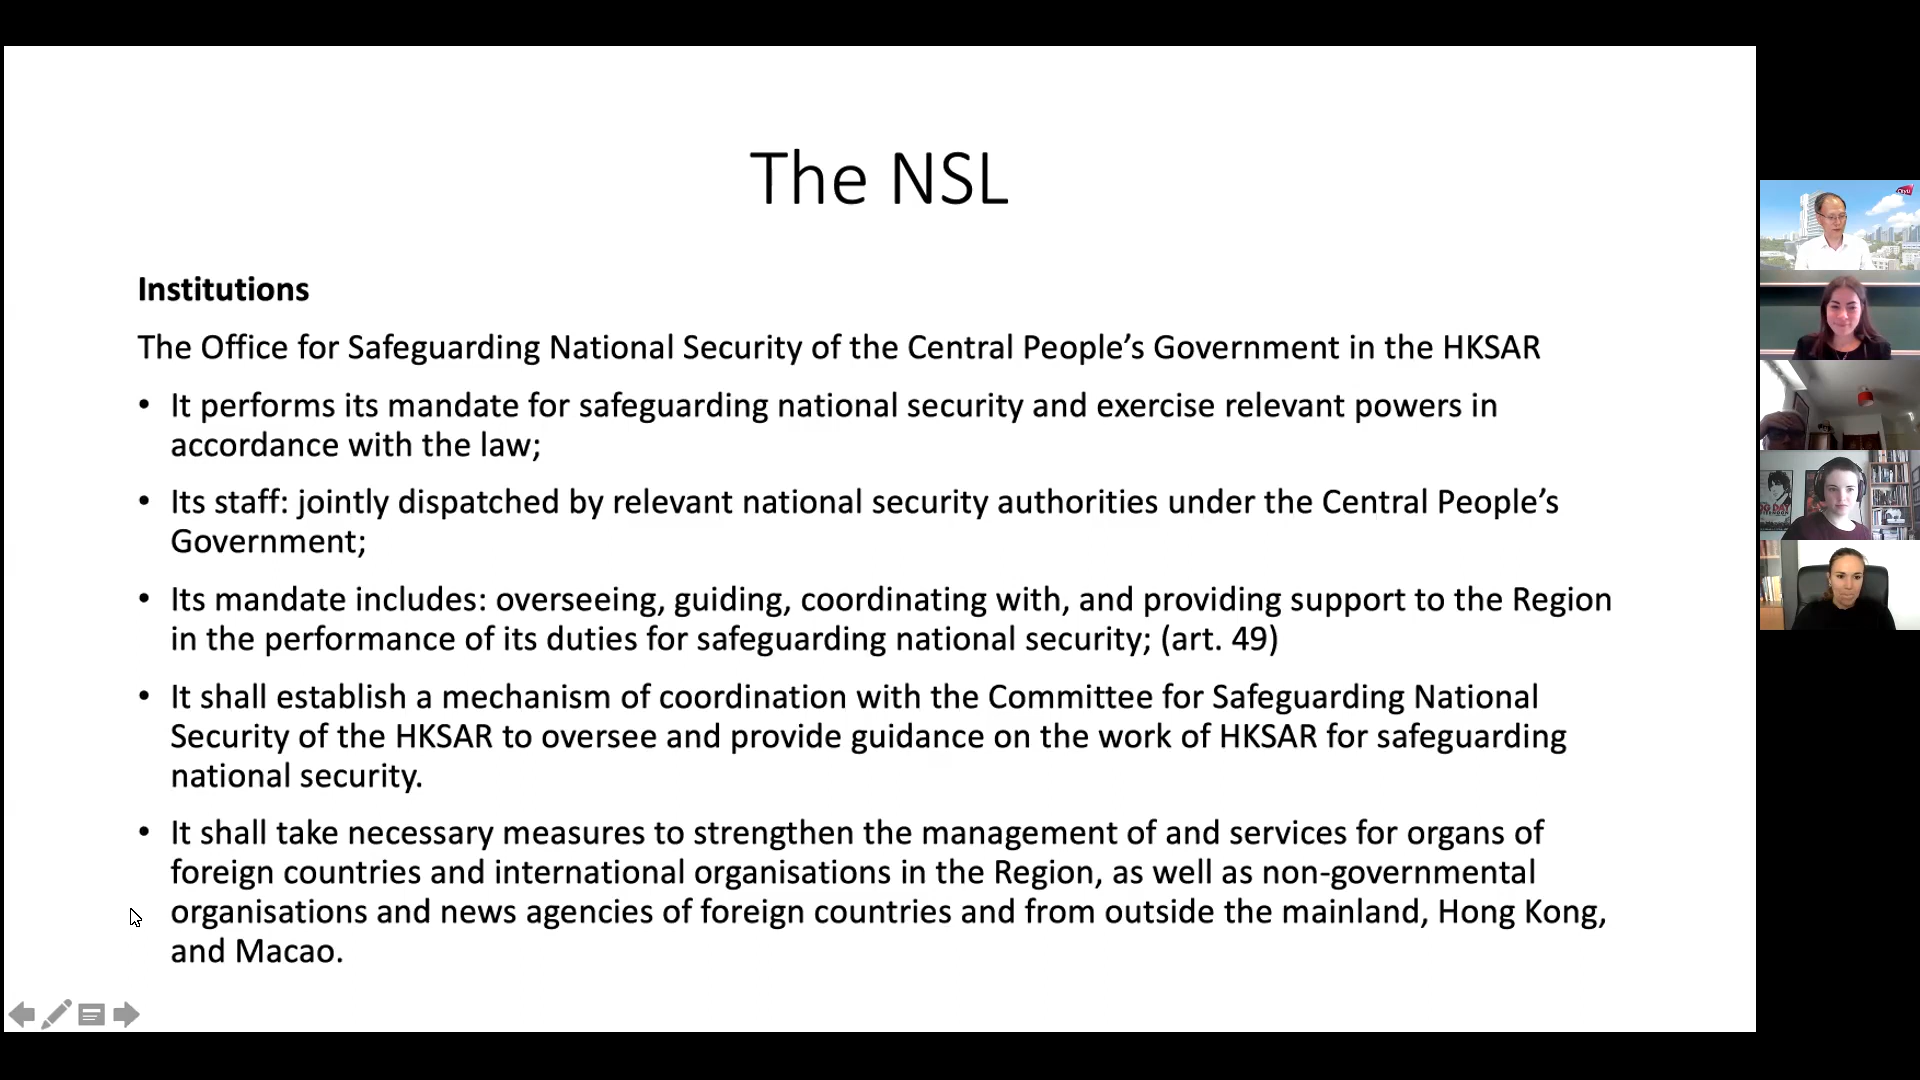 The NSL
Institutions
The Office for Safeguarding National Security of the Central People’s Government in the HKSAR
• It performs its mandate for safeguarding national security and exercise relevant powers in
accordance with the law;
• Its staff: jointly dispatched by relevant national security authorities under the Central People’s
Government;
• Its mandate includes: overseeing, guiding, coordinating with, and providing support to the Region
in the performance of its duties for safeguarding national security; (art. 49)
• It shall establish a mechanism of coordination with the Committee for Safeguarding National
Security of the HKSAR to oversee and provide guidance on the work of HKSAR for safeguarding
national security.
• It shall take necessary measures to strengthen the management of and services for organs of
foreign countries and international organisations in the Region, as well as non-governmental
organisations and news agencies of foreign countries and from outside the mainland, Hong Kong,
and Macao.